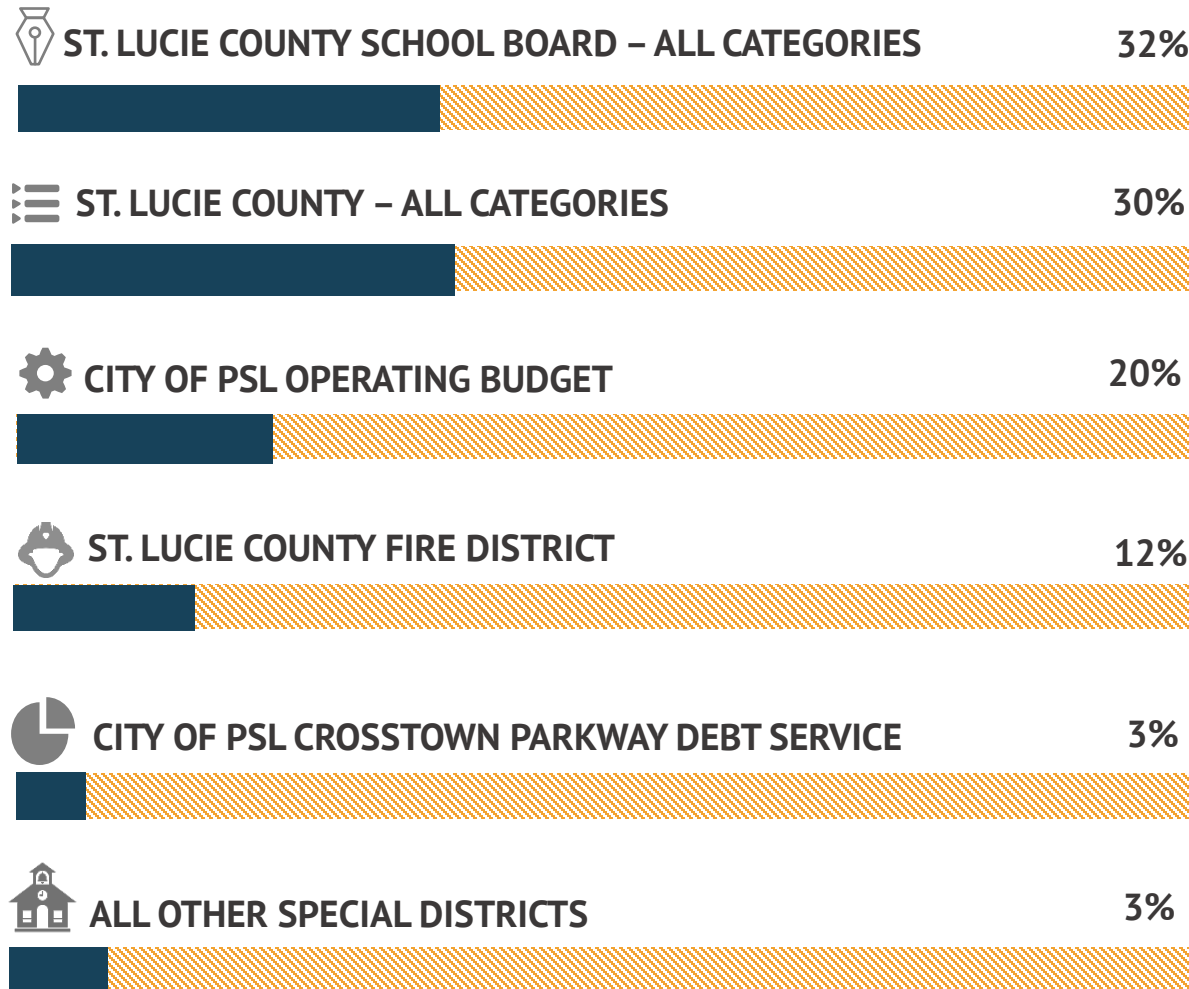 ST. LUCIE COUNTY SCHOOL BOARD – ALL CATEGORIES 32%
ST. LUCIE COUNTY – ALL CATEGORIES 30%
CITY OF PSL OPERATING BUDGET 20%
ST. LUCIE COUNTY FIRE DISTRICT 12%
CITY OF PSL CROSSTOWN PARKWAY DEBT SERVICE 3%
ALL OTHER SPECIAL DISTRICTS 3%